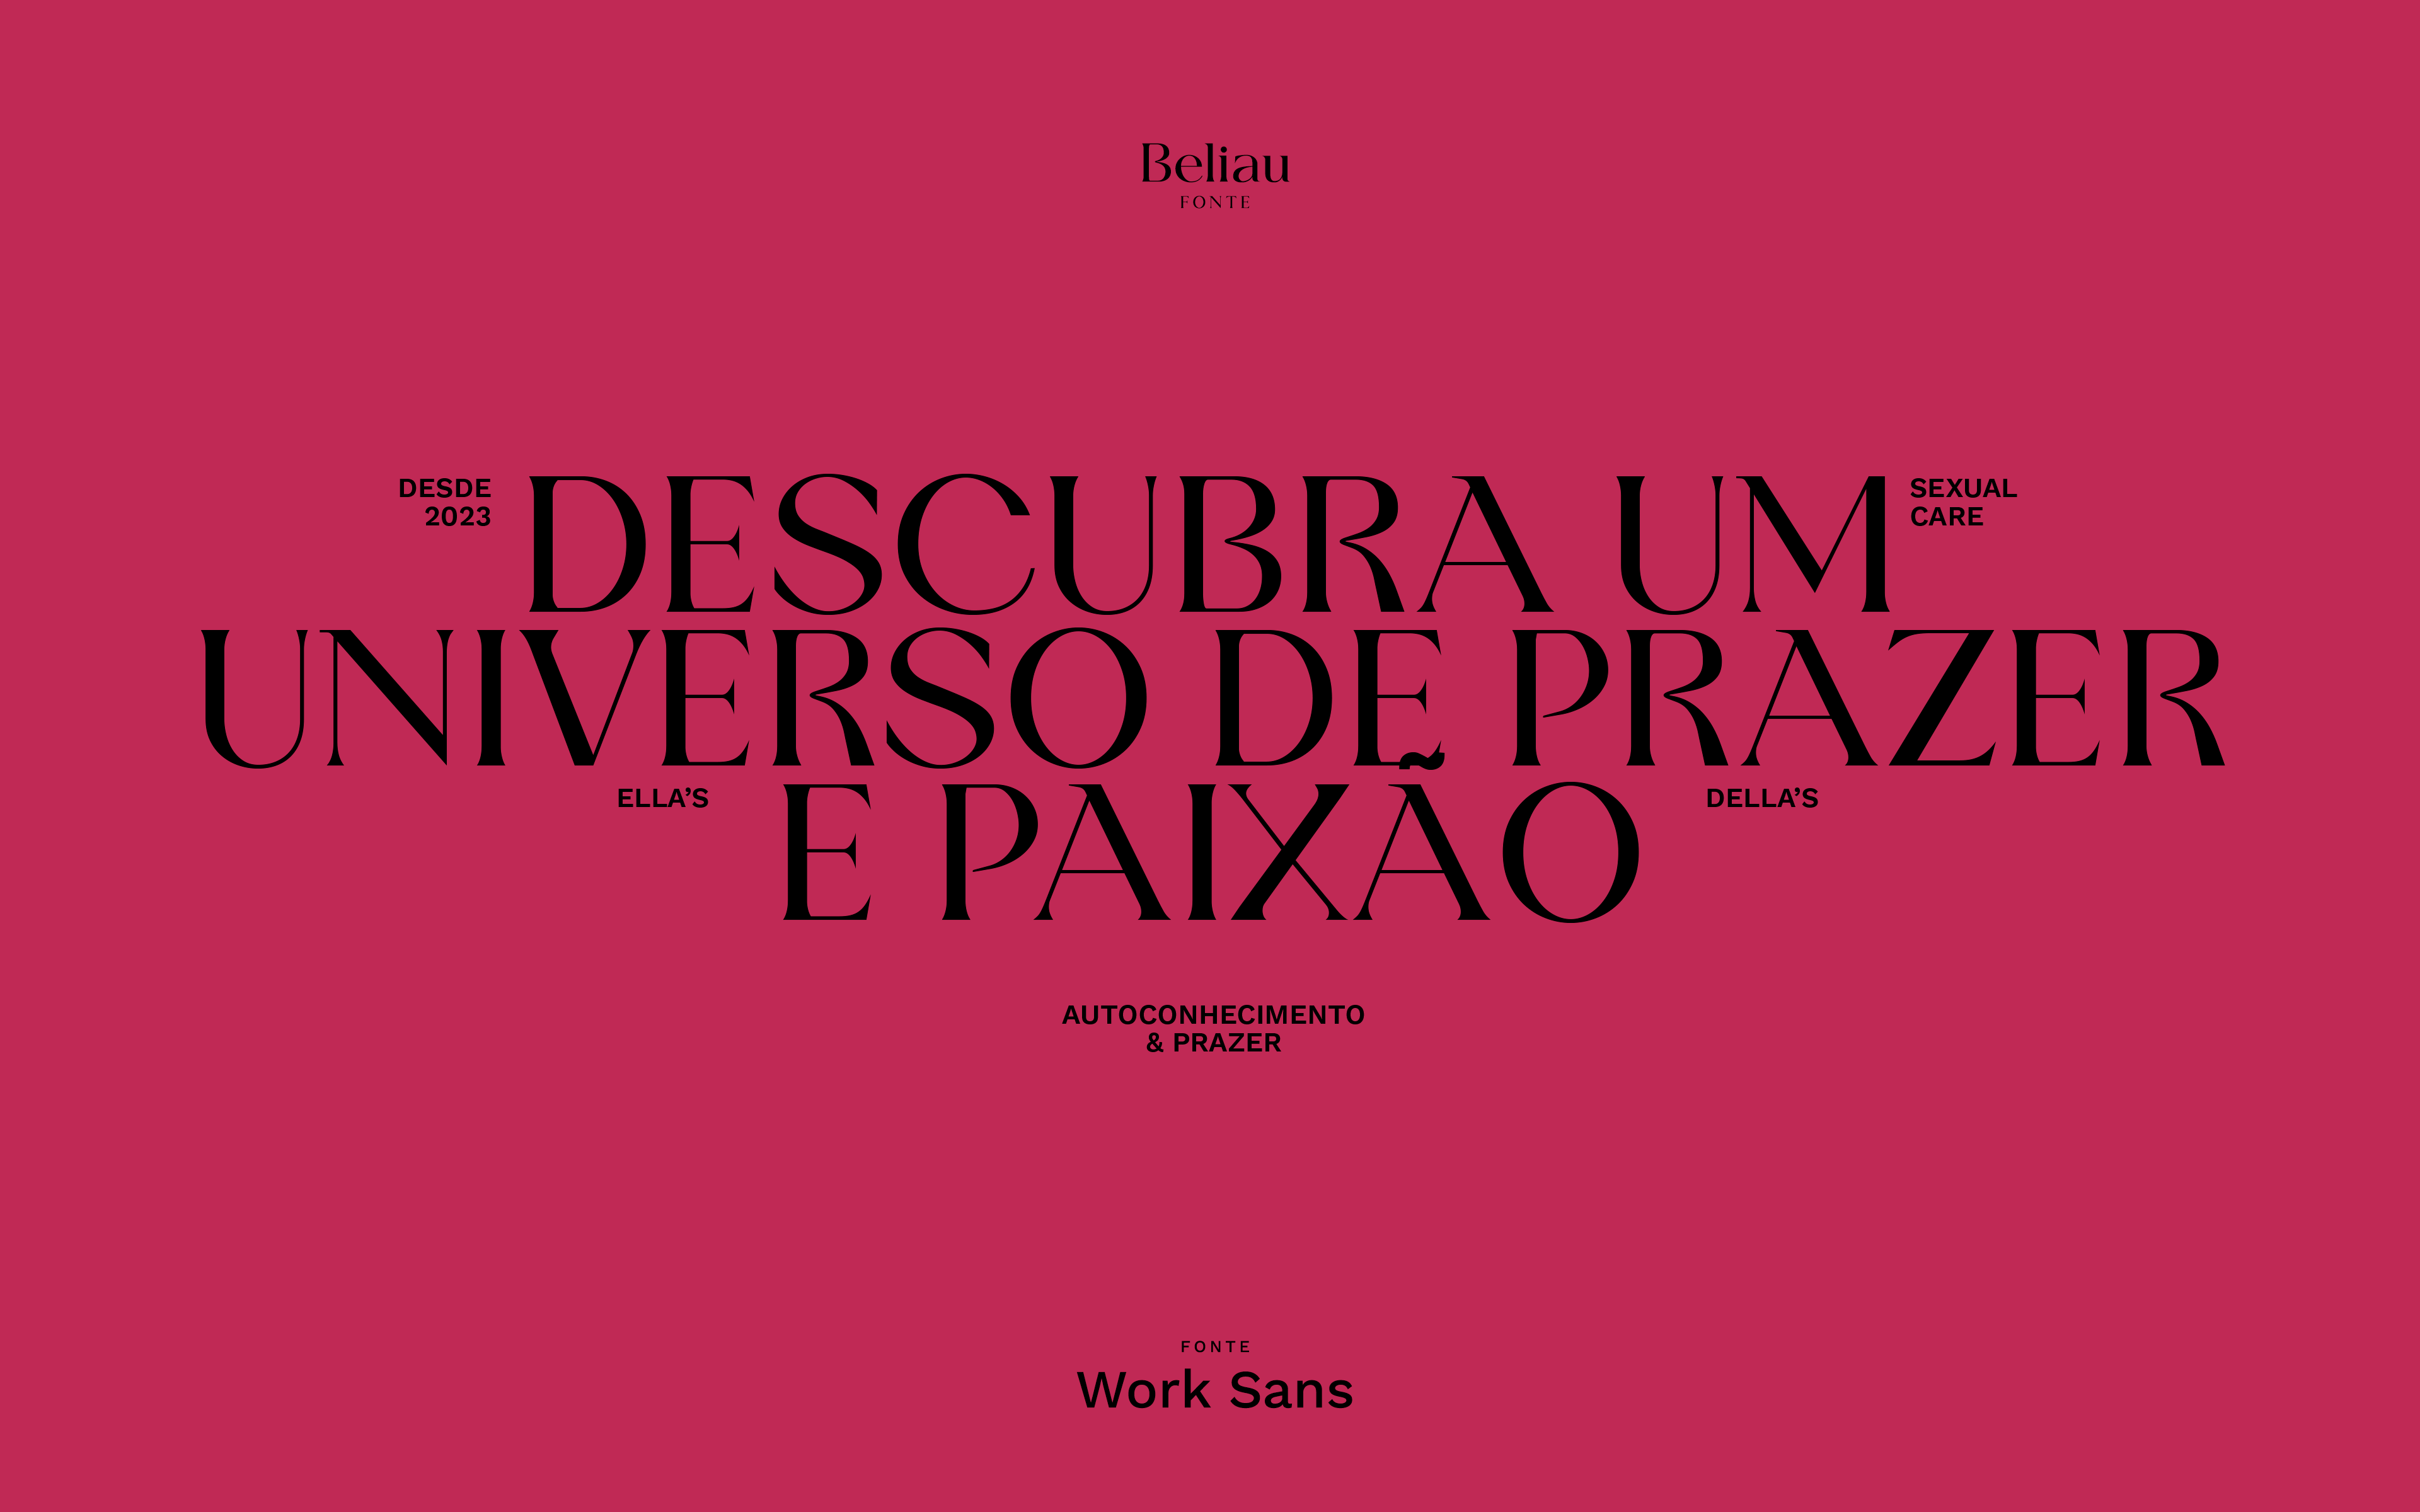 Beliau
FONTE
DESDE
2023
DESCUBRA UM
SEXUAL
CARE
UNIVERSO DE PRAZER
ELLA'S
E PAIXÃO
DELLA'S
AUTOCONHECIMENTO
& PRAZER
FONTE
Work Sans